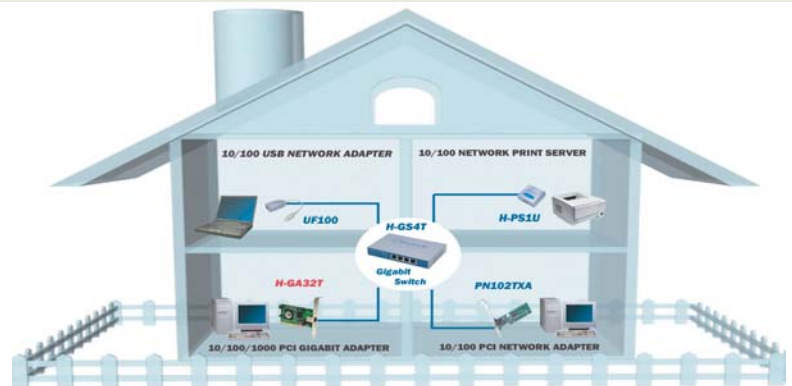 10/100 USB NETWORK ADAPTER
10/100 NETWORK PRINT SERVER
UF100
H-GS4T
H-PS1U
Gigabit
Switch
H-GA32T
PN102TXA
10/100/1000 PCI GIGABIT ADAPTER
10/100 PCI NETWORK ADAPTER